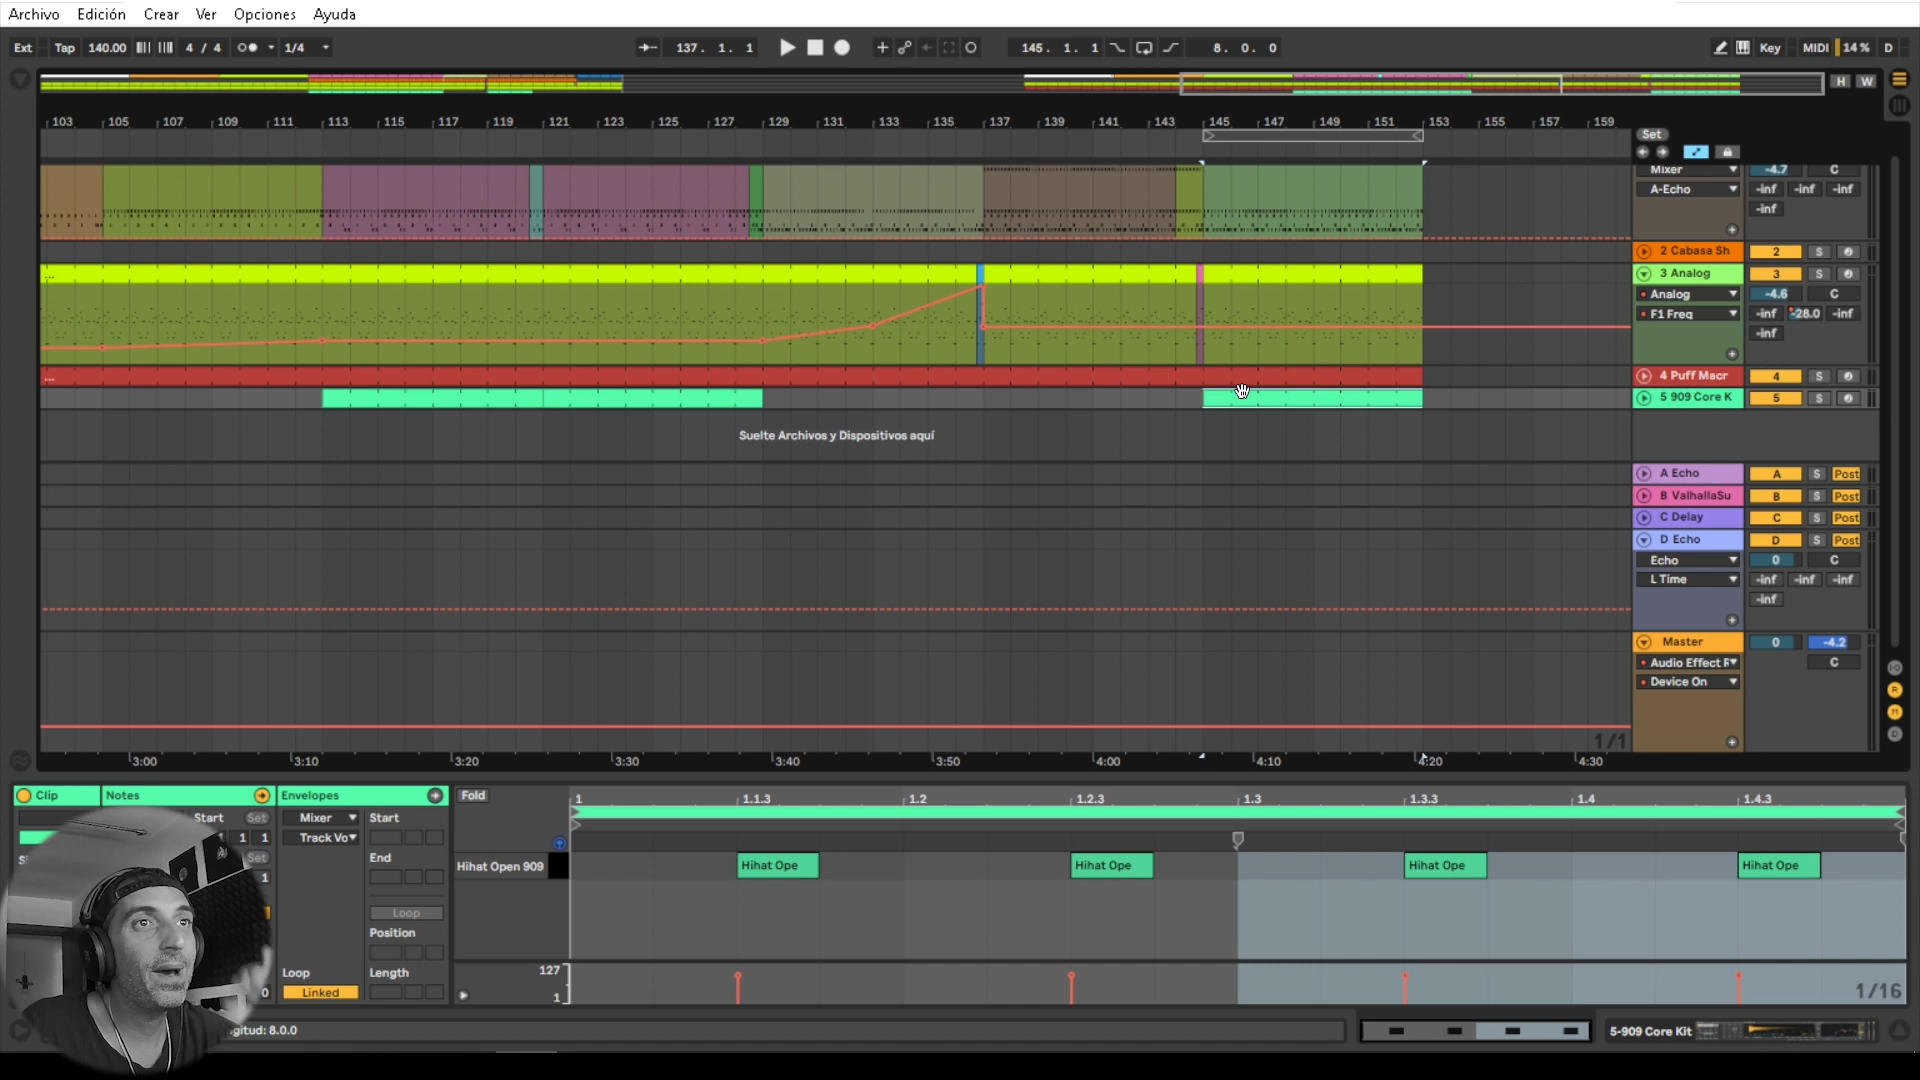 Archivo Edición Crear Ver Opciones Ayuda
Ext Tap 140.00 4 / 4 1/4 137. 1. 1 145. 1. 1 8. 0. 0 Key MIDI 14 % D
H W
103 105 107 109 111 113 115 117 119 121 123 125 127 129 131 133 135 137 139 141 143 145 147 149 151 153 155 157 159
Set
Mixer -4.7 C
A-Echo -inf -inf -inf
-inf
2 Cabasa Sh 2 S
3 Analog 3 S
Analog -4.6 C
F1 Freq -inf -28.0 -inf
-inf
4 Puff Macr 4 S
5 909 Core K 5 S
Suelte Archivos y Dispositivos aquí
A Echo A S Post
B ValhallaSu B S Post
C Delay C S Post
D Echo D S Post
Echo 0 C
L Time -inf -inf -inf
-inf
Master 0 -4.2
Audio Effect R C
Device On
1/1
3:00 3:10 3:20 3:30 3:40 3:50 4:00 4:10 4:20 4:30
Clip Notes Envelopes Fold 1 1.1.3 1.2 1.2.3 1.3 1.3.3 1.4 1.4.3
Start Set Mixer Start
1 1 Track Vo
Set End
1
Hihat Open 909 Hihat Ope Hihat Ope Hihat Ope Hihat Ope
Loop
Position
Loop Length 127
0 Linked 1 1/16
gitud: 8.0.0 5-909 Core Kit